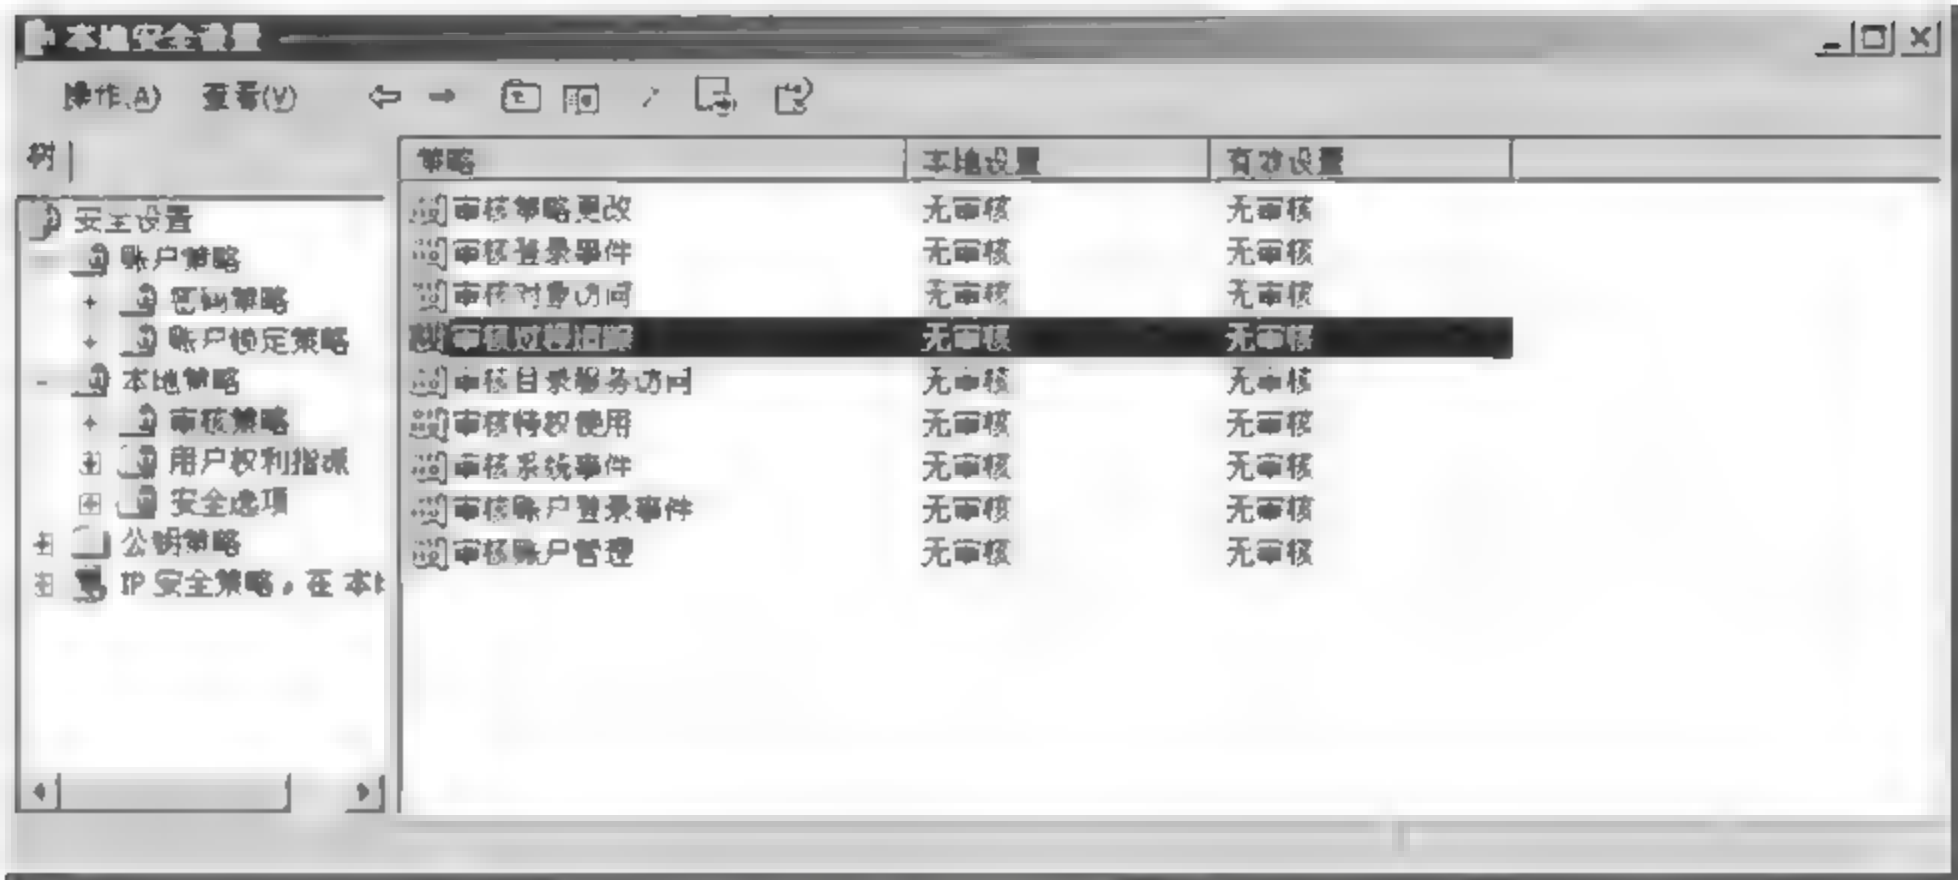 本地安全设置
操作(A) 查看(V)
树
策略 本地设置 有效设置
安全设置
账户策略
密码策略
账户锁定策略
本地策略
审核策略
用户权利指派
安全选项
公钥策略
IP 安全策略，在 本地
审核策略更改 无审核 无审核
审核登录事件 无审核 无审核
审核对象访问 无审核 无审核
审核过程追踪 无审核 无审核
审核目录服务访问 无审核 无审核
审核特权使用 无审核 无审核
审核系统事件 无审核 无审核
审核账户登录事件 无审核 无审核
审核账户管理 无审核 无审核